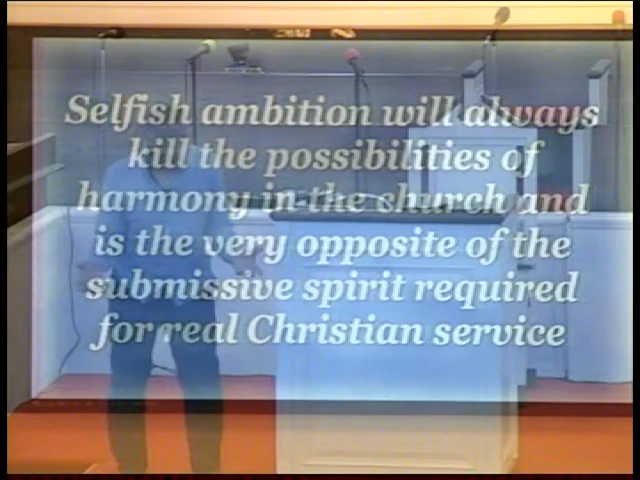 Selfish ambition will always
kill the possibilities of
harmony in the church and
is the very opposite of the
submissive spirit required
for real Christian service